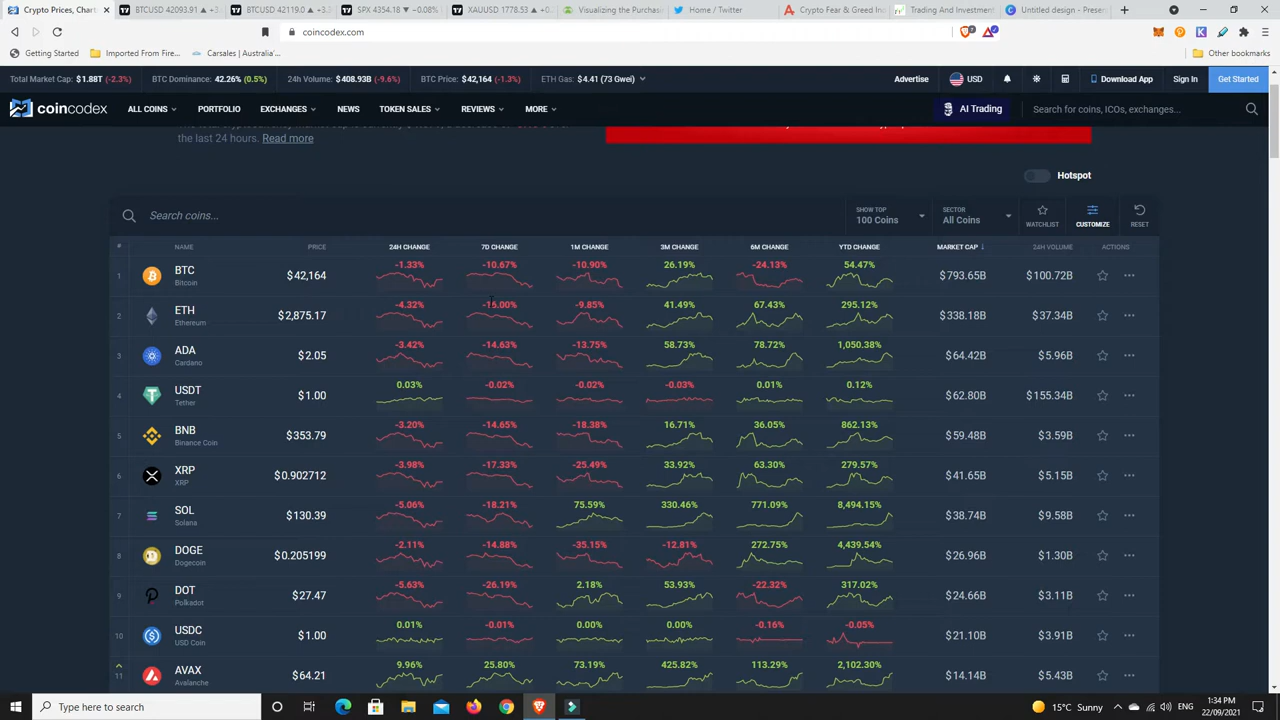 Crypto Prices, Chart
BTCUSD 42093.91 ▲ +3
BTCUSD 42119.0 ▲ +3.
SPX 4354.18 ▼ −0.08%
XAUUSD 1778.53 ▲ +0.
Visualizing the Purchas
Home / Twitter
Crypto Fear & Greed Ind
Trading And Investment
Untitled design - Presen
coincodex.com
Getting Started
Imported From Fire...
Carsales | Australia'...
Other bookmarks
Total Market Cap: $1.88T (-2.3%) BTC Dominance: 42.26% (0.5%) 24h Volume: $408.93B (-9.6%) BTC Price: $42,164 (-1.3%) ETH Gas: $4.41 (73 Gwei)
Advertise USD Download App Sign In Get Started
coincodex ALL COINS PORTFOLIO EXCHANGES NEWS TOKEN SALES REVIEWS MORE AI Trading Search for coins, ICOs, exchanges...
the last 24 hours. Read more
Hotspot
Search coins...
SHOW TOP
100 Coins
SECTOR
All Coins
WATCHLIST
CUSTOMIZE
RESET
# NAME PRICE 24H CHANGE 7D CHANGE 1M CHANGE 3M CHANGE 6M CHANGE YTD CHANGE MARKET CAP ↓ 24H VOLUME ACTIONS
1 BTC Bitcoin $42,164 -1.33% -10.67% -10.90% 26.19% -24.13% 54.47% $793.65B $100.72B
2 ETH Ethereum $2,875.17 -4.32% -16.00% -9.85% 41.49% 67.43% 295.12% $338.18B $37.34B
3 ADA Cardano $2.05 -3.42% -14.63% -13.75% 58.73% 78.72% 1,050.38% $64.42B $5.96B
4 USDT Tether $1.00 0.03% -0.02% -0.02% -0.03% 0.01% 0.12% $62.80B $155.34B
5 BNB Binance Coin $353.79 -3.20% -14.65% -18.38% 16.71% 36.05% 862.13% $59.48B $3.59B
6 XRP XRP $0.902712 -3.98% -17.33% -25.49% 33.92% 63.30% 279.57% $41.65B $5.15B
7 SOL Solana $130.39 -5.06% -18.21% 75.59% 330.46% 771.09% 8,494.15% $38.74B $9.58B
8 DOGE Dogecoin $0.205199 -2.11% -14.88% -35.15% -12.81% 272.75% 4,439.54% $26.96B $1.30B
9 DOT Polkadot $27.47 -5.63% -26.19% 2.18% 53.93% -22.32% 317.02% $24.66B $3.11B
10 USDC USD Coin $1.00 0.01% -0.01% 0.00% 0.00% -0.16% -0.05% $21.10B $3.91B
11 AVAX Avalanche $64.21 9.96% 25.80% 73.19% 425.82% 113.29% 2,102.30% $14.14B $5.43B
Type here to search
15°C Sunny
ENG
1:34 PM
22/09/2021